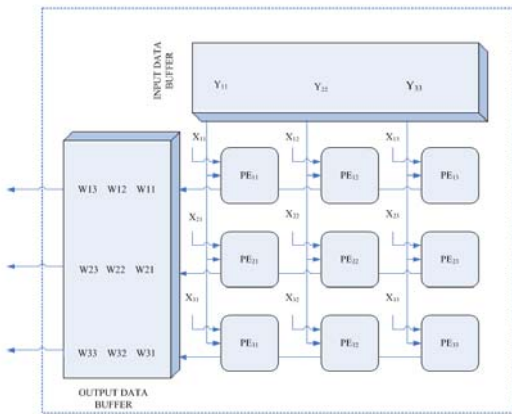 INPUT DATA
BUFFER
Y₁₁ Y₂₂ Y₃₃
X₁₁ X₁₂ X₁₃
PE₁₁ PE₁₂ PE₁₃
W13 W12 W11
X₂₁ X₂₂ X₂₃
PE₂₁ PE₂₂ PE₂₃
W23 W22 W21
X₃₁ X₃₂ X₃₃
PE₃₁ PE₃₂ PE₃₃
W33 W32 W31
OUTPUT DATA
BUFFER